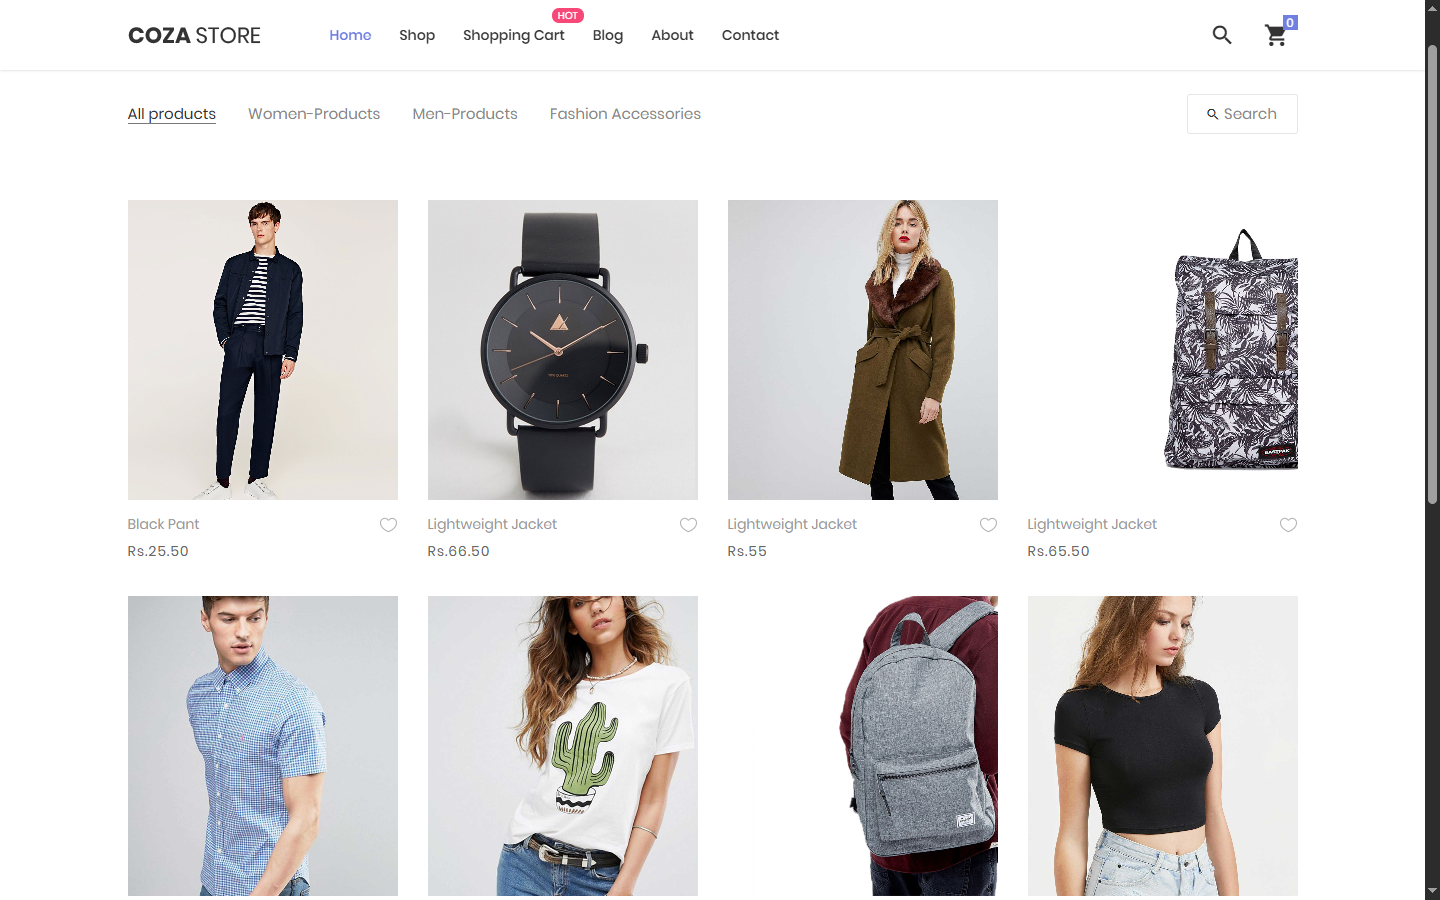 COZA STORE
Home
Shop
Shopping Cart
HOT
Blog
About
Contact
0
All products
Women-Products
Men-Products
Fashion Accessories
Search
Black Pant
Rs.25.50
Lightweight Jacket
Rs.66.50
Lightweight Jacket
Rs.55
Lightweight Jacket
Rs.65.50
EASTPAK